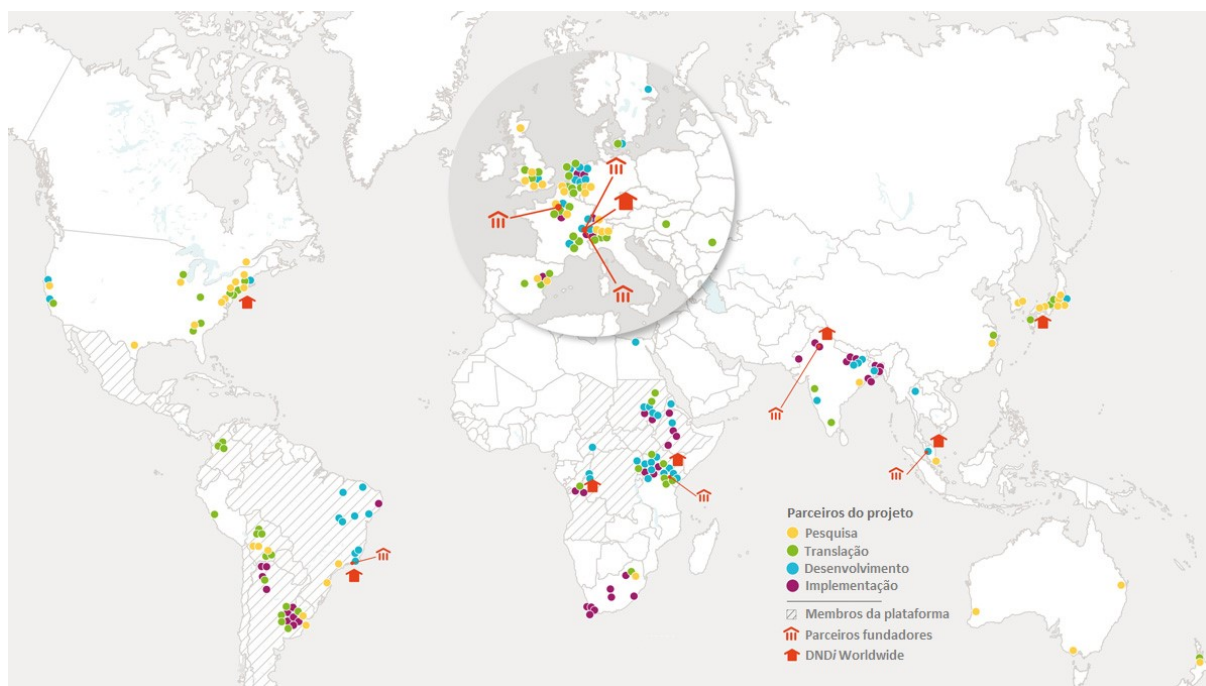 Parceiros do projeto
Pesquisa
Translação
Desenvolvimento
Implementação
Membros da plataforma
Parceiros fundadores
DNDi Worldwide